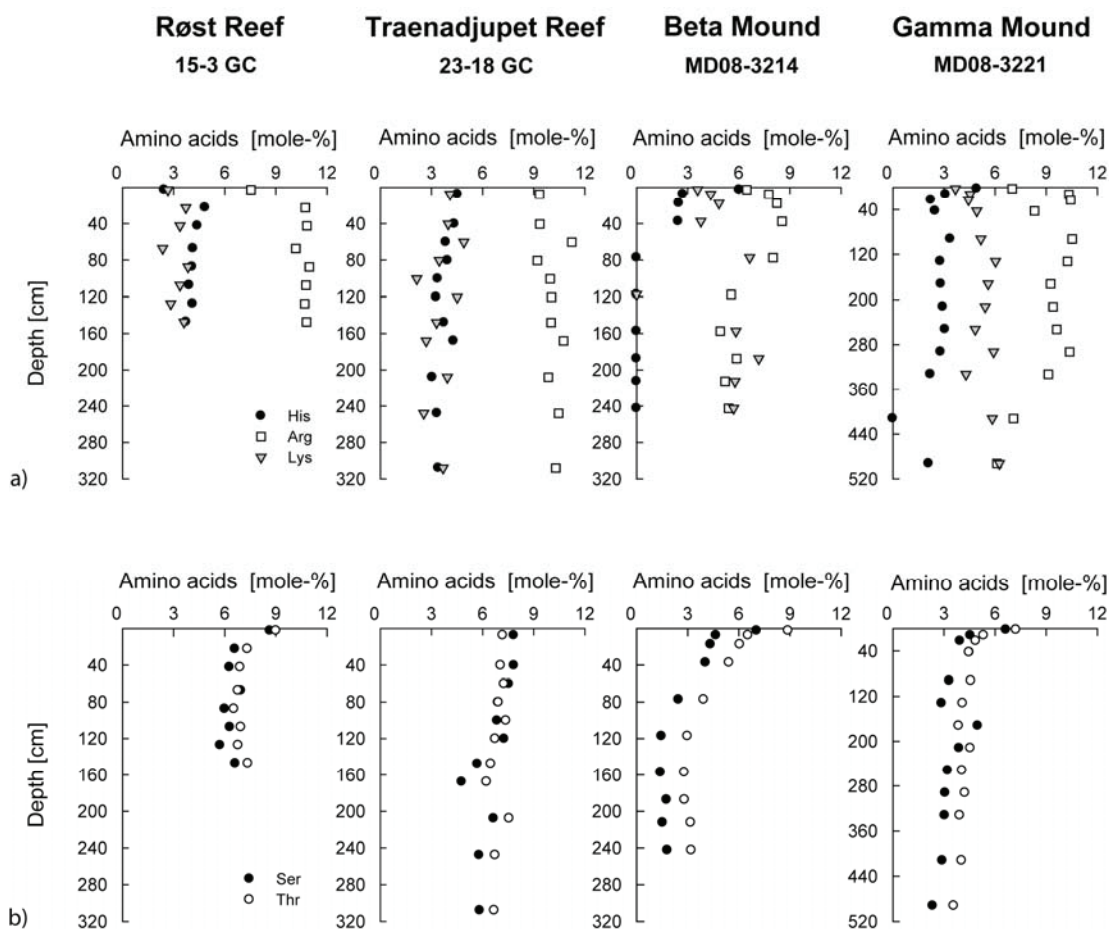 Røst Reef Traenadjupet Reef Beta Mound Gamma Mound
15-3 GC 23-18 GC MD08-3214 MD08-3221
Amino acids [mole-%] Amino acids [mole-%] Amino acids [mole-%] Amino acids [mole-%]
0 3 6 9 12 0 3 6 9 12 0 3 6 9 12 0 3 6 9 12
40 40 40 40
80 80 80 120
120 120 120
160 160 160 200
200 200 200 280
240 240 240 360
280 280 280 440
320 320 320 520
Depth [cm]
His
Arg
Lys
a)
Amino acids [mole-%] Amino acids [mole-%] Amino acids [mole-%] Amino acids [mole-%]
0 3 6 9 12 0 3 6 9 12 0 3 6 9 12 0 3 6 9 12
40 40 40 40
80 80 80 120
120 120 120
160 160 160 200
200 200 200 280
240 240 240 360
280 280 280 440
320 320 320 520
Depth [cm]
Ser
Thr
b)